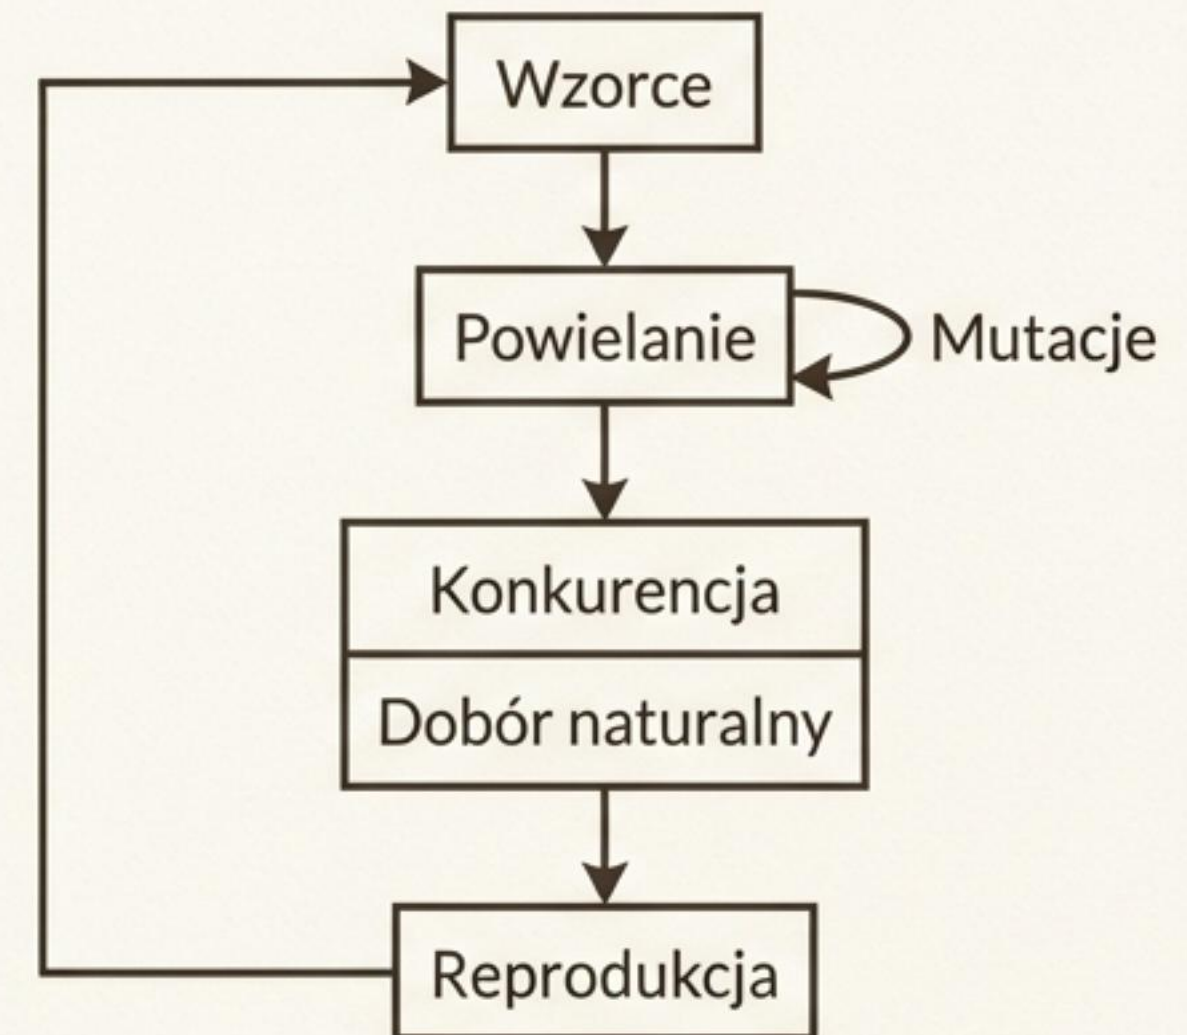 Wzorce
Powielanie
Mutacje
Konkurencja
Dobór naturalny
Reprodukcja